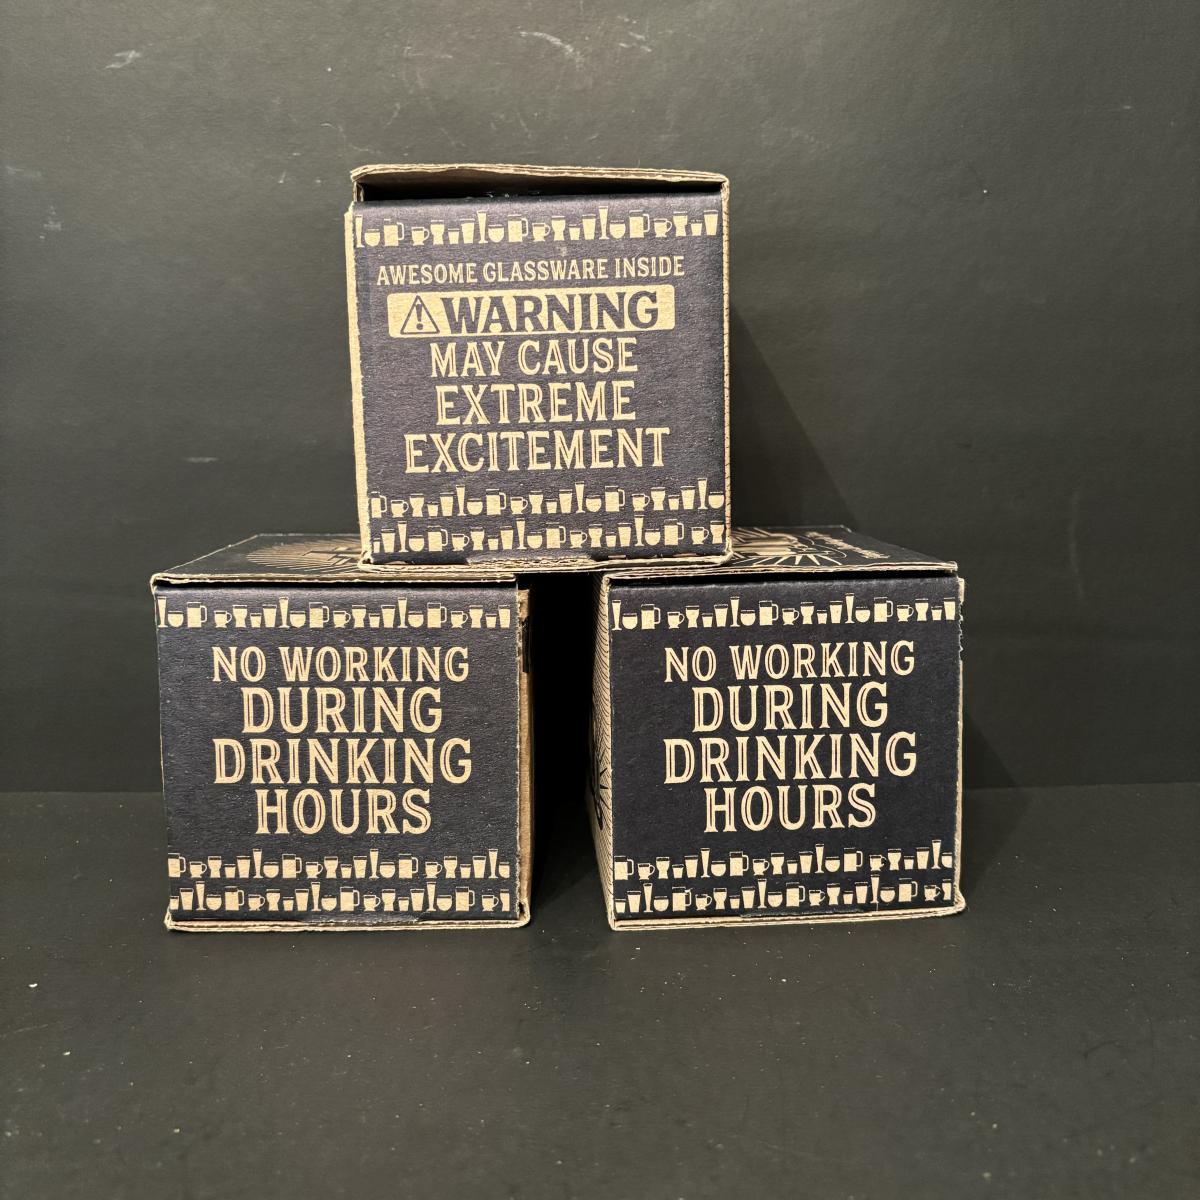 AWESOME GLASSWARE INSIDE
WARNING
MAY CAUSE
EXTREME
EXCITEMENT
NO WORKING
DURING
DRINKING
HOURS
NO WORKING
DURING
DRINKING
HOURS